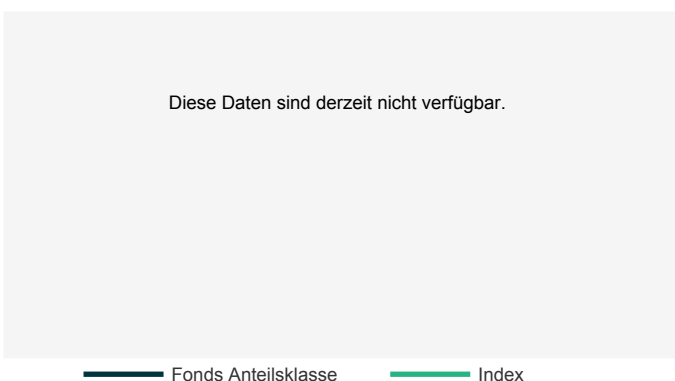 Diese Daten sind derzeit nicht verfügbar.
Fonds Anteilsklasse Index